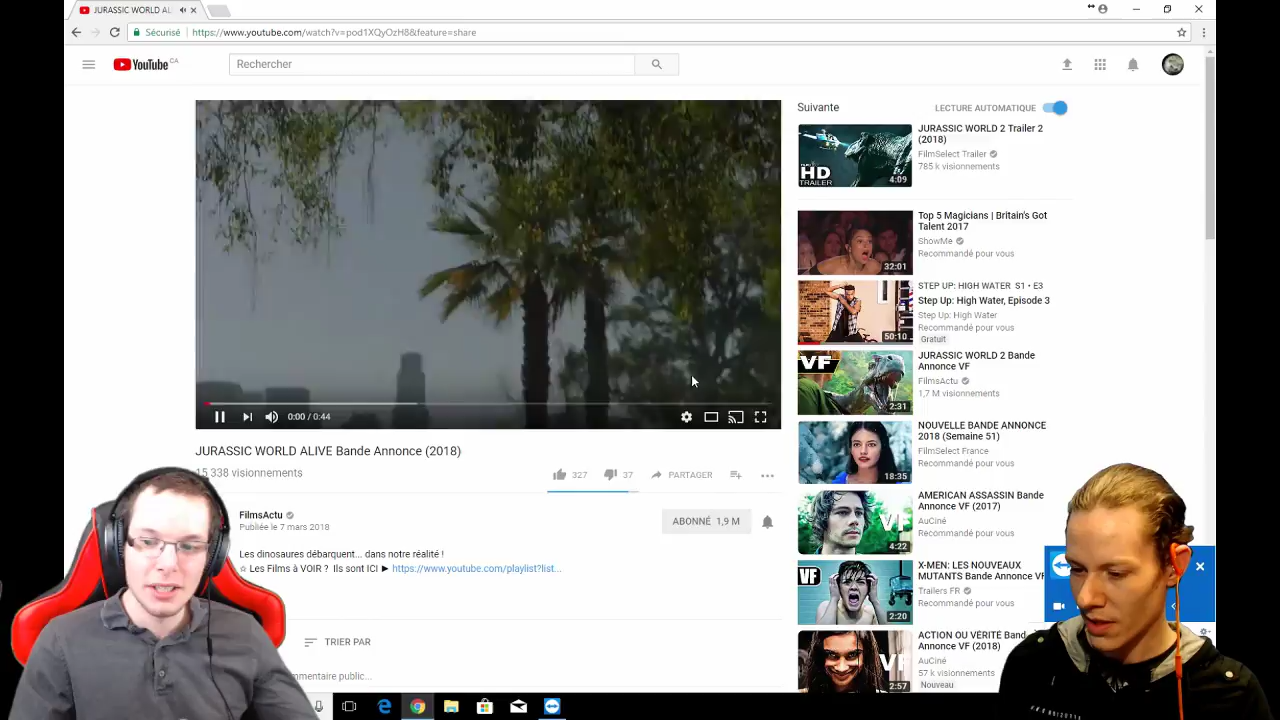 JURASSIC WORLD AL
Sécurisé
https://www.youtube.com/watch?v=pod1XQyOzH8&feature=share
YouTube CA
Rechercher
Suivante
LECTURE AUTOMATIQUE
HD
TRAILER
4:09
JURASSIC WORLD 2 Trailer 2
(2018)
FilmSelect Trailer
785 k visionnements
32:01
Top 5 Magicians | Britain's Got
Talent 2017
ShowMe
Recommandé pour vous
50:10
STEP UP: HIGH WATER S1 • E3
Step Up: High Water, Episode 3
Step Up: High Water
Recommandé pour vous
Gratuit
VF
2:31
JURASSIC WORLD 2 Bande
Annonce VF
FilmsActu
1,7 M visionnements
18:35
NOUVELLE BANDE ANNONCE
2018 (Semaine 51)
FilmSelect France
Recommandé pour vous
VF
4:22
AMERICAN ASSASSIN Bande
Annonce VF (2017)
AuCiné
Recommandé pour vous
VF
2:20
X-MEN: LES NOUVEAUX
MUTANTS Bande Annonce VF
Trailers FR
Recommandé pour vous
2:57
ACTION OU VÉRITÉ Band
Annonce VF (2018)
AuCiné
57 k visionnements
Nouveau
0:00 / 0:44
JURASSIC WORLD ALIVE Bande Annonce (2018)
15 338 visionnements
327
37
PARTAGER
FilmsActu
Publiée le 7 mars 2018
ABONNÉ 1,9 M
Les dinosaures débarquent... dans notre réalité !
☆ Les Films à VOIR ? Ils sont ICI ► https://www.youtube.com/playlist?list...
TRIER PAR
mmentaire public...